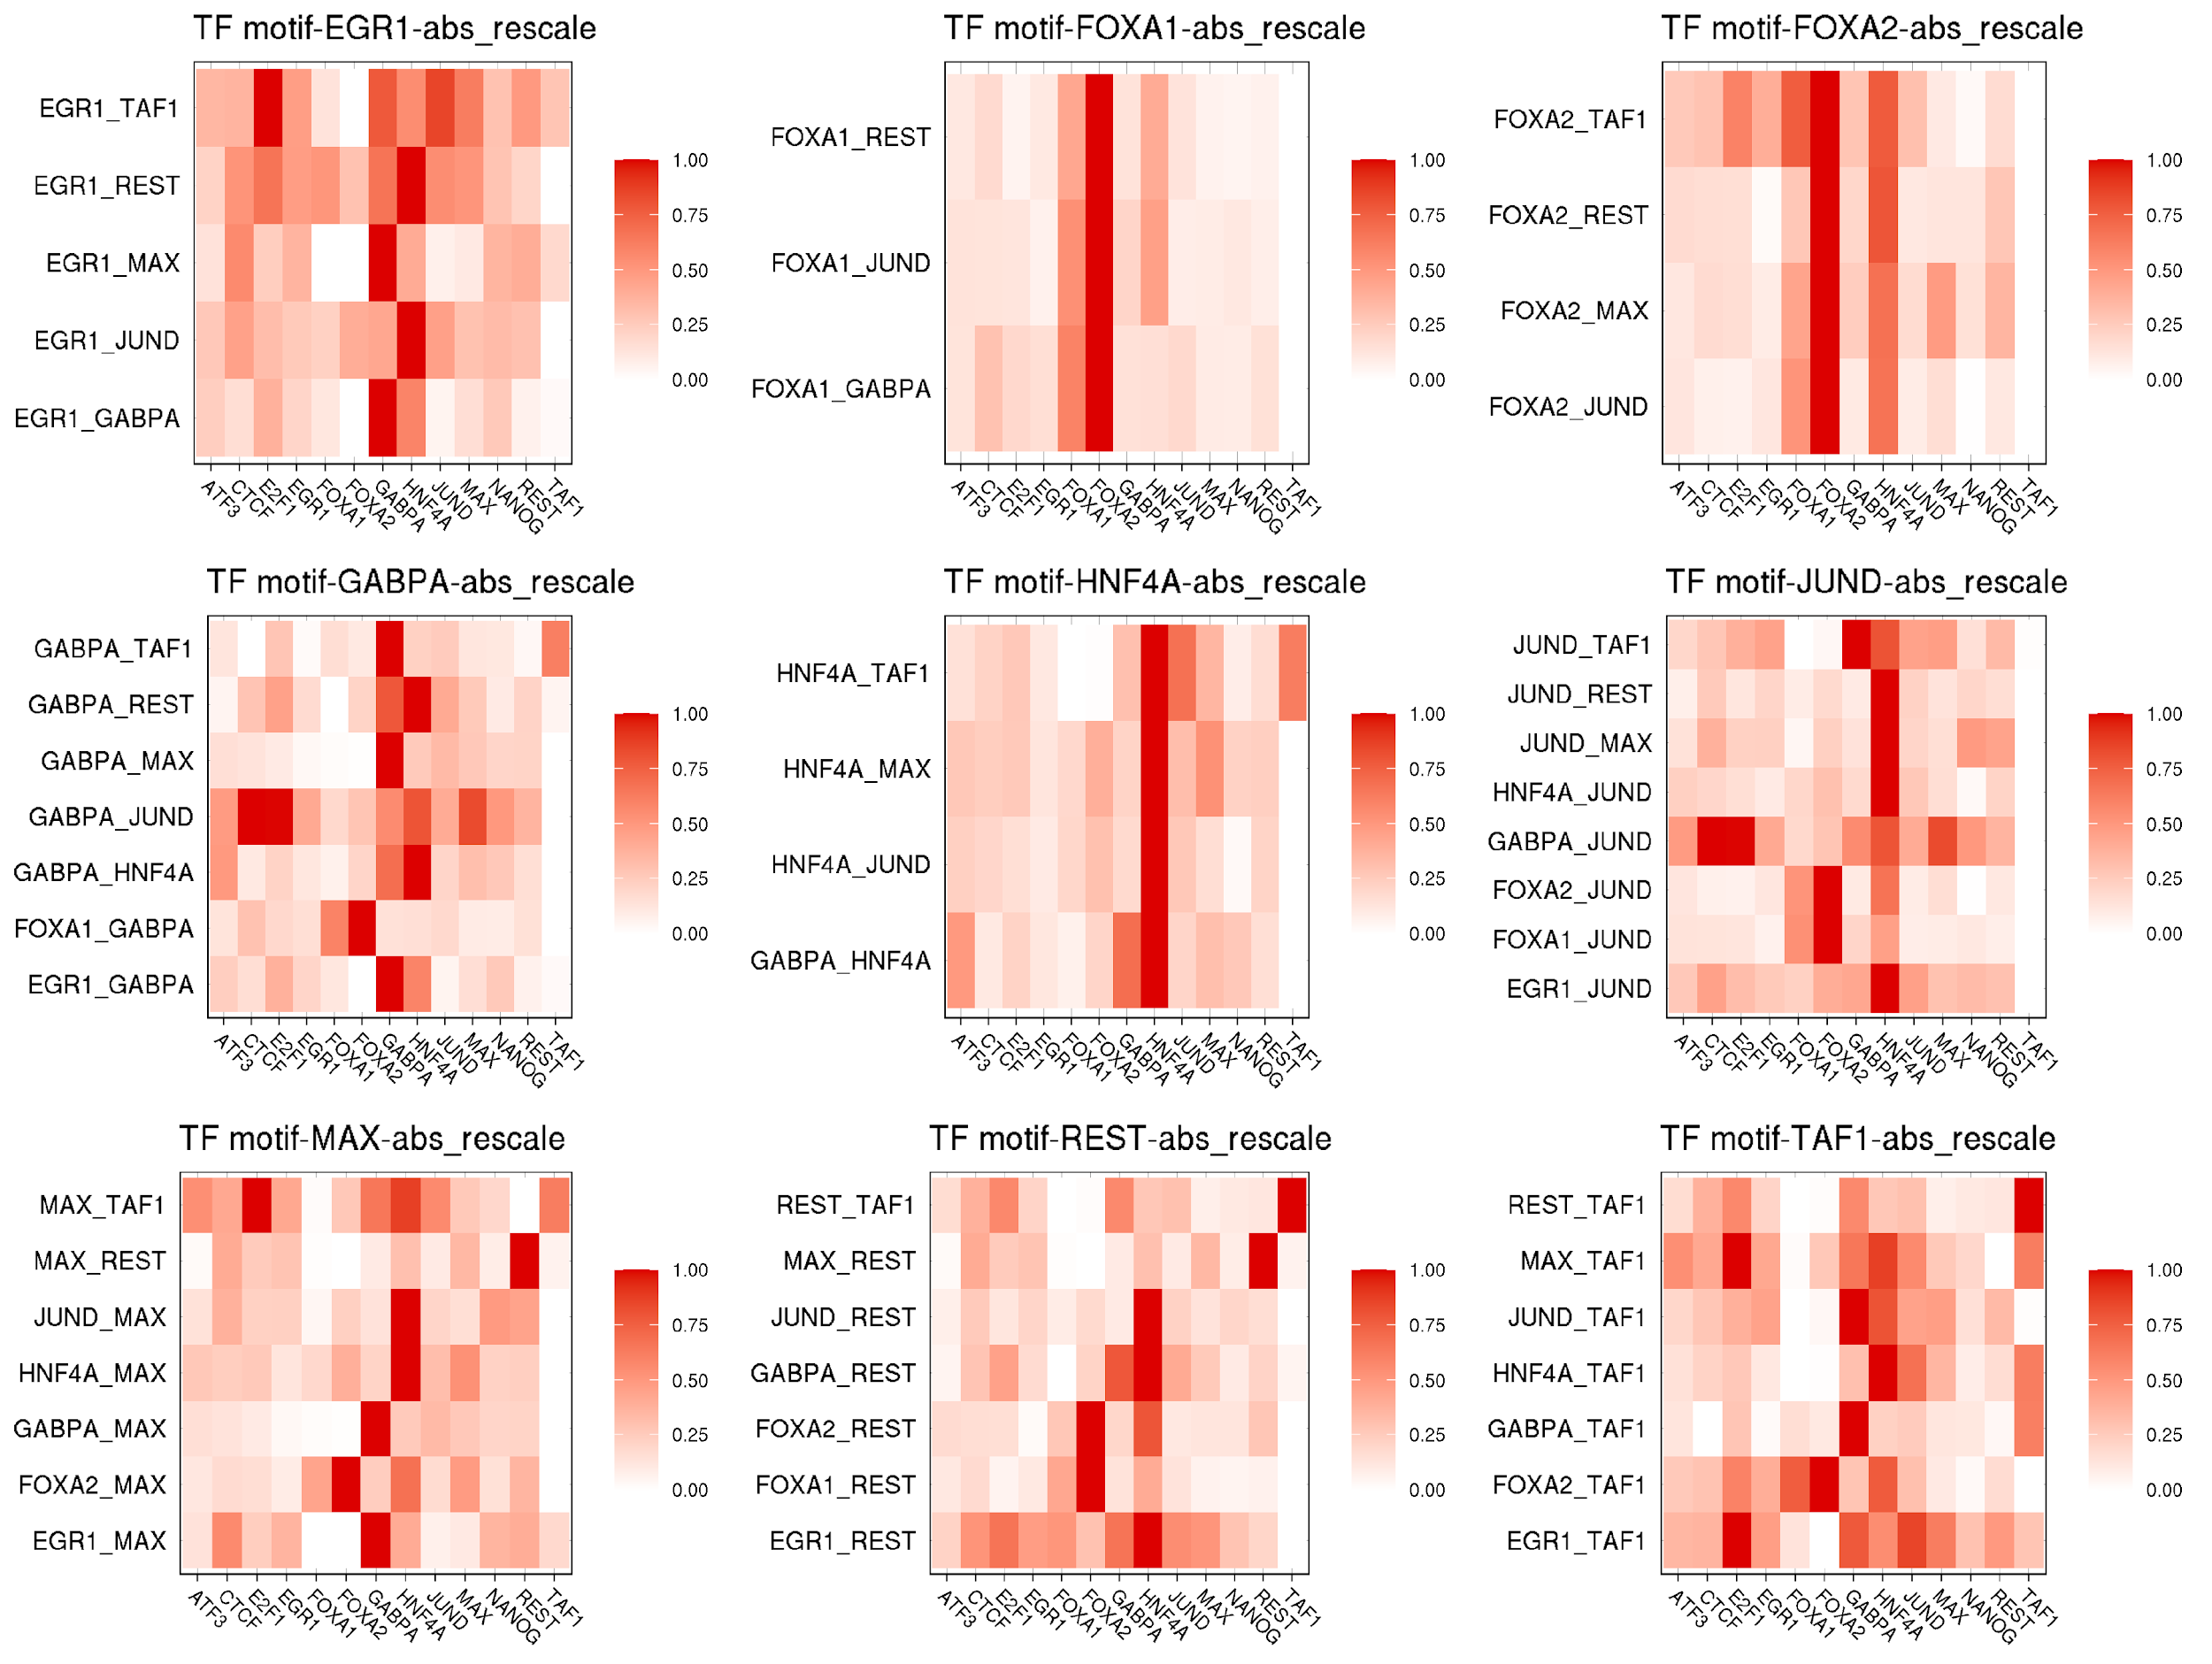 TF motif-EGR1-abs_rescale
EGR1_TAF1
EGR1_REST
EGR1_MAX
EGR1_JUND
EGR1_GABPA
ATF3 CTCF E2F1 EGR1 FOXA1 FOXA2 GABPA HNF4A JUND MAX NANOG REST TAF1
1.00
0.75
0.50
0.25
0.00
TF motif-FOXA1-abs_rescale
FOXA1_REST
FOXA1_JUND
FOXA1_GABPA
ATF3 CTCF E2F1 EGR1 FOXA1 FOXA2 GABPA HNF4A JUND MAX NANOG REST TAF1
1.00
0.75
0.50
0.25
0.00
TF motif-FOXA2-abs_rescale
FOXA2_TAF1
FOXA2_REST
FOXA2_MAX
FOXA2_JUND
ATF3 CTCF E2F1 EGR1 FOXA1 FOXA2 GABPA HNF4A JUND MAX NANOG REST TAF1
1.00
0.75
0.50
0.25
0.00
TF motif-GABPA-abs_rescale
GABPA_TAF1
GABPA_REST
GABPA_MAX
GABPA_JUND
GABPA_HNF4A
FOXA1_GABPA
EGR1_GABPA
ATF3 CTCF E2F1 EGR1 FOXA1 FOXA2 GABPA HNF4A JUND MAX NANOG REST TAF1
1.00
0.75
0.50
0.25
0.00
TF motif-HNF4A-abs_rescale
HNF4A_TAF1
HNF4A_MAX
HNF4A_JUND
GABPA_HNF4A
ATF3 CTCF E2F1 EGR1 FOXA1 FOXA2 GABPA HNF4A JUND MAX NANOG REST TAF1
1.00
0.75
0.50
0.25
0.00
TF motif-JUND-abs_rescale
JUND_TAF1
JUND_REST
JUND_MAX
HNF4A_JUND
GABPA_JUND
FOXA2_JUND
FOXA1_JUND
EGR1_JUND
ATF3 CTCF E2F1 EGR1 FOXA1 FOXA2 GABPA HNF4A JUND MAX NANOG REST TAF1
1.00
0.75
0.50
0.25
0.00
TF motif-MAX-abs_rescale
MAX_TAF1
MAX_REST
JUND_MAX
HNF4A_MAX
GABPA_MAX
FOXA2_MAX
EGR1_MAX
ATF3 CTCF E2F1 EGR1 FOXA1 FOXA2 GABPA HNF4A JUND MAX NANOG REST TAF1
1.00
0.75
0.50
0.25
0.00
TF motif-REST-abs_rescale
REST_TAF1
MAX_REST
JUND_REST
GABPA_REST
FOXA2_REST
FOXA1_REST
EGR1_REST
ATF3 CTCF E2F1 EGR1 FOXA1 FOXA2 GABPA HNF4A JUND MAX NANOG REST TAF1
1.00
0.75
0.50
0.25
0.00
TF motif-TAF1-abs_rescale
REST_TAF1
MAX_TAF1
JUND_TAF1
HNF4A_TAF1
GABPA_TAF1
FOXA2_TAF1
EGR1_TAF1
ATF3 CTCF E2F1 EGR1 FOXA1 FOXA2 GABPA HNF4A JUND MAX NANOG REST TAF1
1.00
0.75
0.50
0.25
0.00